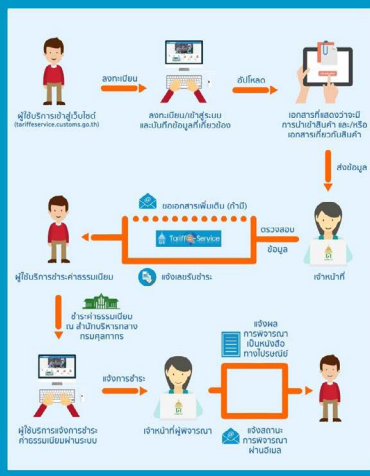 ลงทะเบียน
อัปโหลด
ผู้ใช้บริการเข้าสู่เว็บไซต์
(tariffeservice.customs.go.th)
ลงทะเบียน/เข้าสู่ระบบ
และบันทึกข้อมูลที่เกี่ยวข้อง
เอกสารที่แสดงว่าจะมี
การนำเข้าสินค้า และ/หรือ
เอกสารเกี่ยวกับสินค้า
ส่งข้อมูล
ขอเอกสารเพิ่มเติม (ถ้ามี)
Tariff e-Service
ตรวจสอบ
ข้อมูล
แจ้งเลขรับชำระ
ผู้ใช้บริการชำระค่าธรรมเนียม
เจ้าหน้าที่
ชำระค่าธรรมเนียม
ณ สำนักบริหารกลาง
กรมศุลกากร
แจ้งผล
การพิจารณา
เป็นหนังสือ
ทางไปรษณีย์
แจ้งการชำระ
ผู้ใช้บริการแจ้งการชำระ
ค่าธรรมเนียมผ่านระบบ
เจ้าหน้าที่ผู้พิจารณา
แจ้งสถานะ
การพิจารณา
ผ่านอีเมล